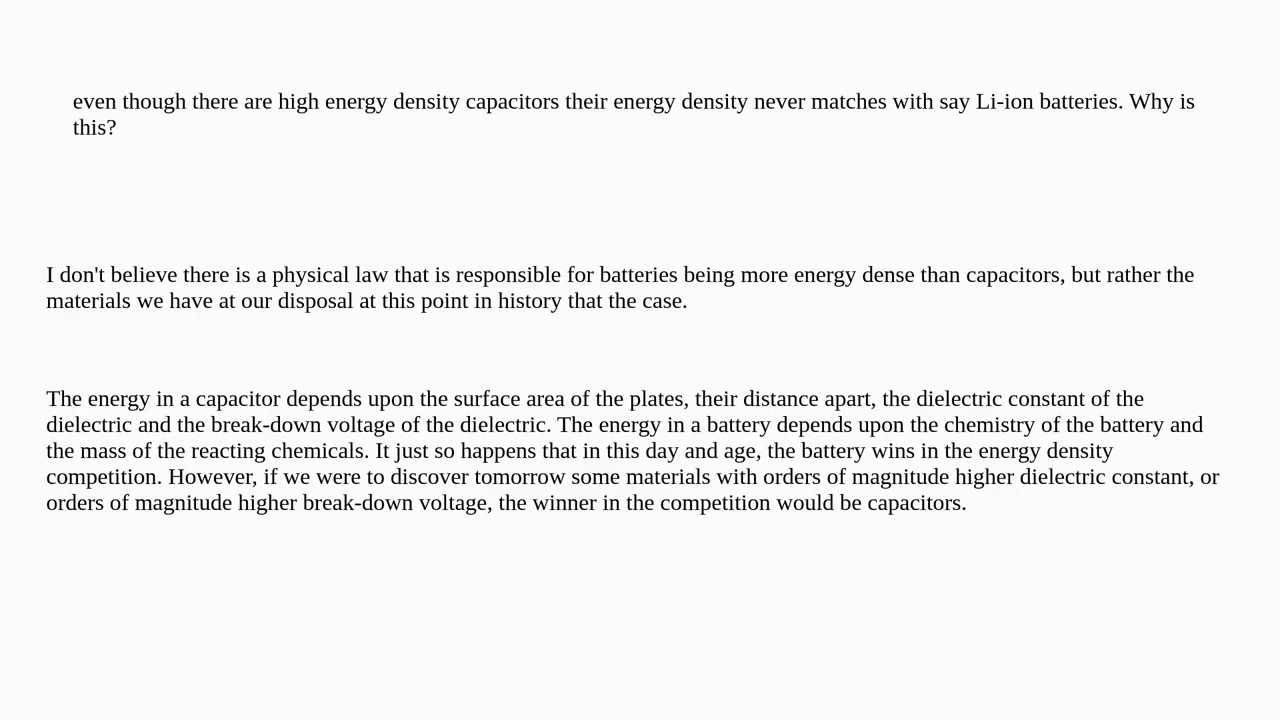 even though there are high energy density capacitors their energy density never matches with say Li-ion batteries. Why is
this?
I don't believe there is a physical law that is responsible for batteries being more energy dense than capacitors, but rather the
materials we have at our disposal at this point in history that the case.
The energy in a capacitor depends upon the surface area of the plates, their distance apart, the dielectric constant of the
dielectric and the break-down voltage of the dielectric. The energy in a battery depends upon the chemistry of the battery and
the mass of the reacting chemicals. It just so happens that in this day and age, the battery wins in the energy density
competition. However, if we were to discover tomorrow some materials with orders of magnitude higher dielectric constant, or
orders of magnitude higher break-down voltage, the winner in the competition would be capacitors.